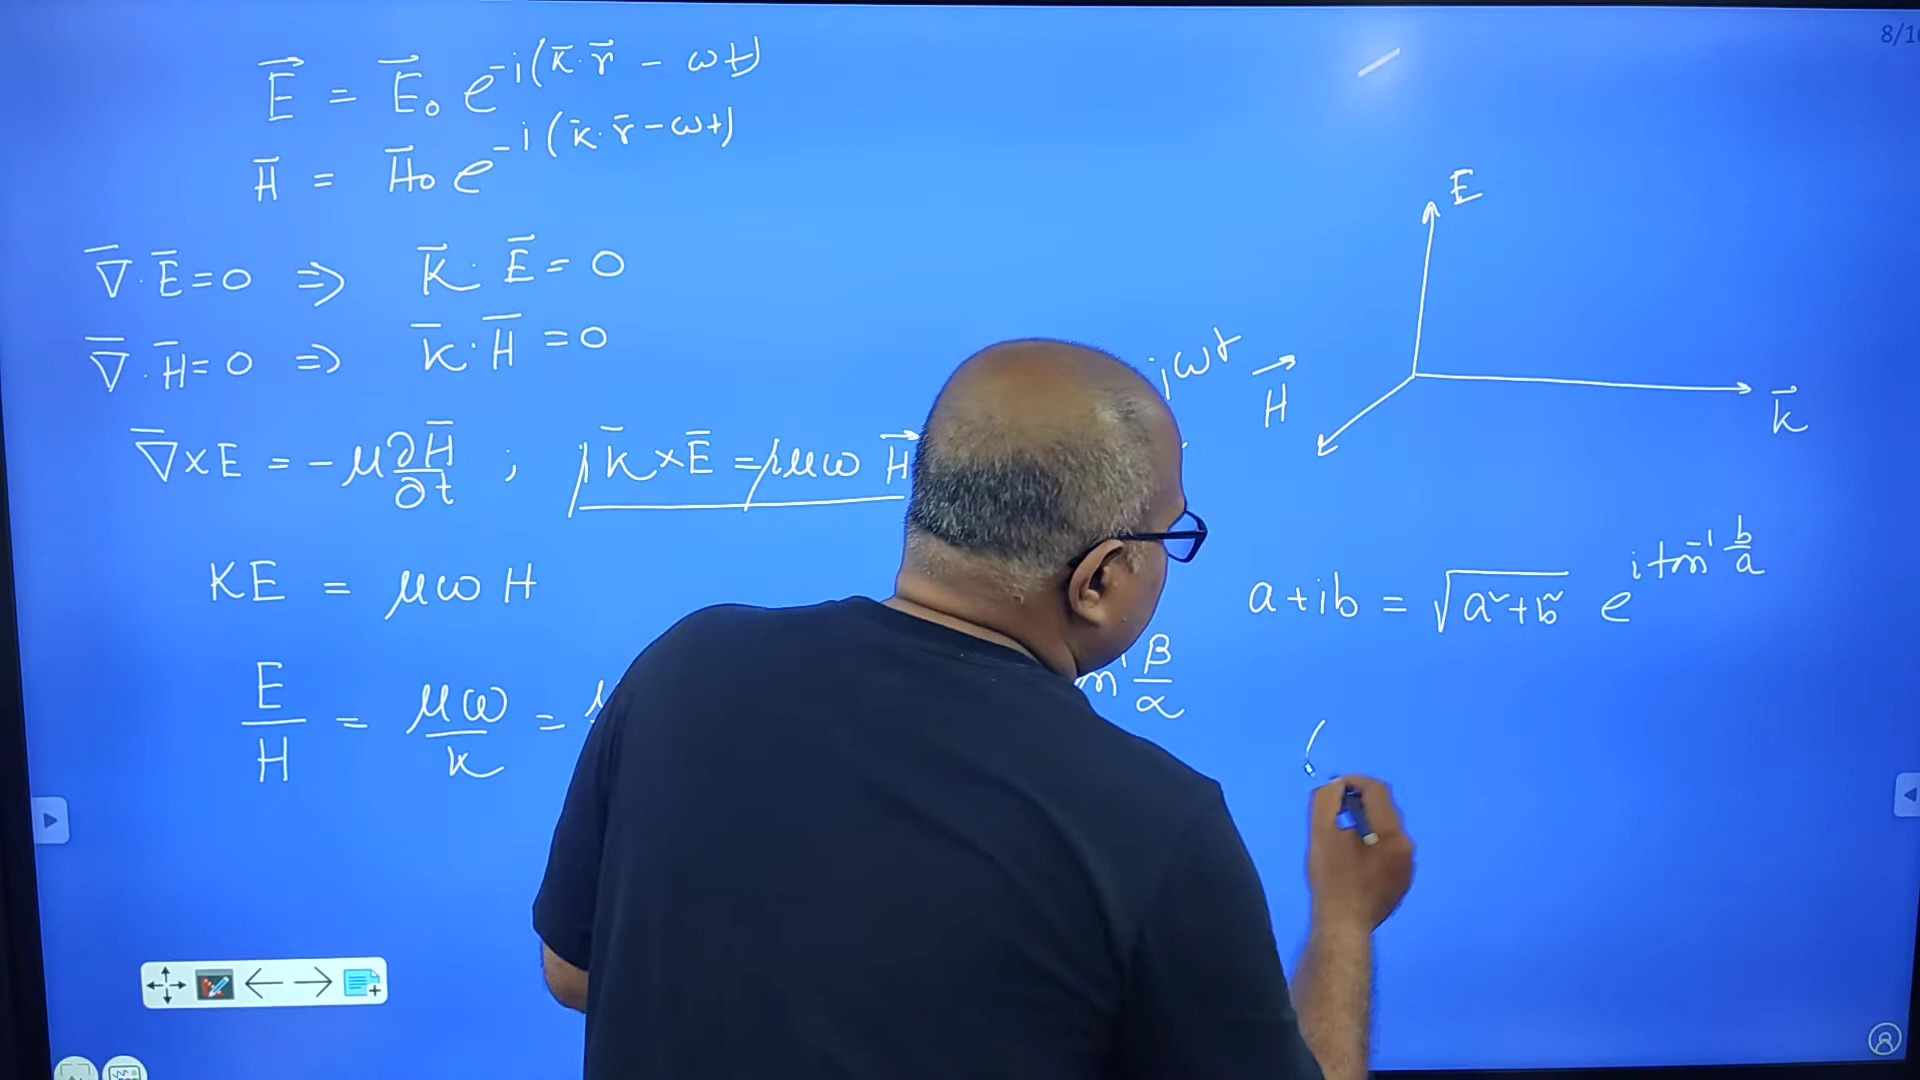 8/1
E⃗ = E⃗₀ e^{-i(k̄·r̄ - ωt)}
H̄ = H̄₀ e^{-i(k̄·r̄-ωt)}
E
∇̄·Ē=0 ⇒ k̄·Ē=0
∇̄·H̄=0 ⇒ k̄·H̄=0
jωt
H⃗
k⃗
∇̄×E = -μ ∂H̄/∂t ; i k̄×Ē = iμω H⃗
KE = μω H
a+ib = √(a²+b²) e^{i tan⁻¹ b/a}
E/H = μω/k =
β/α
(